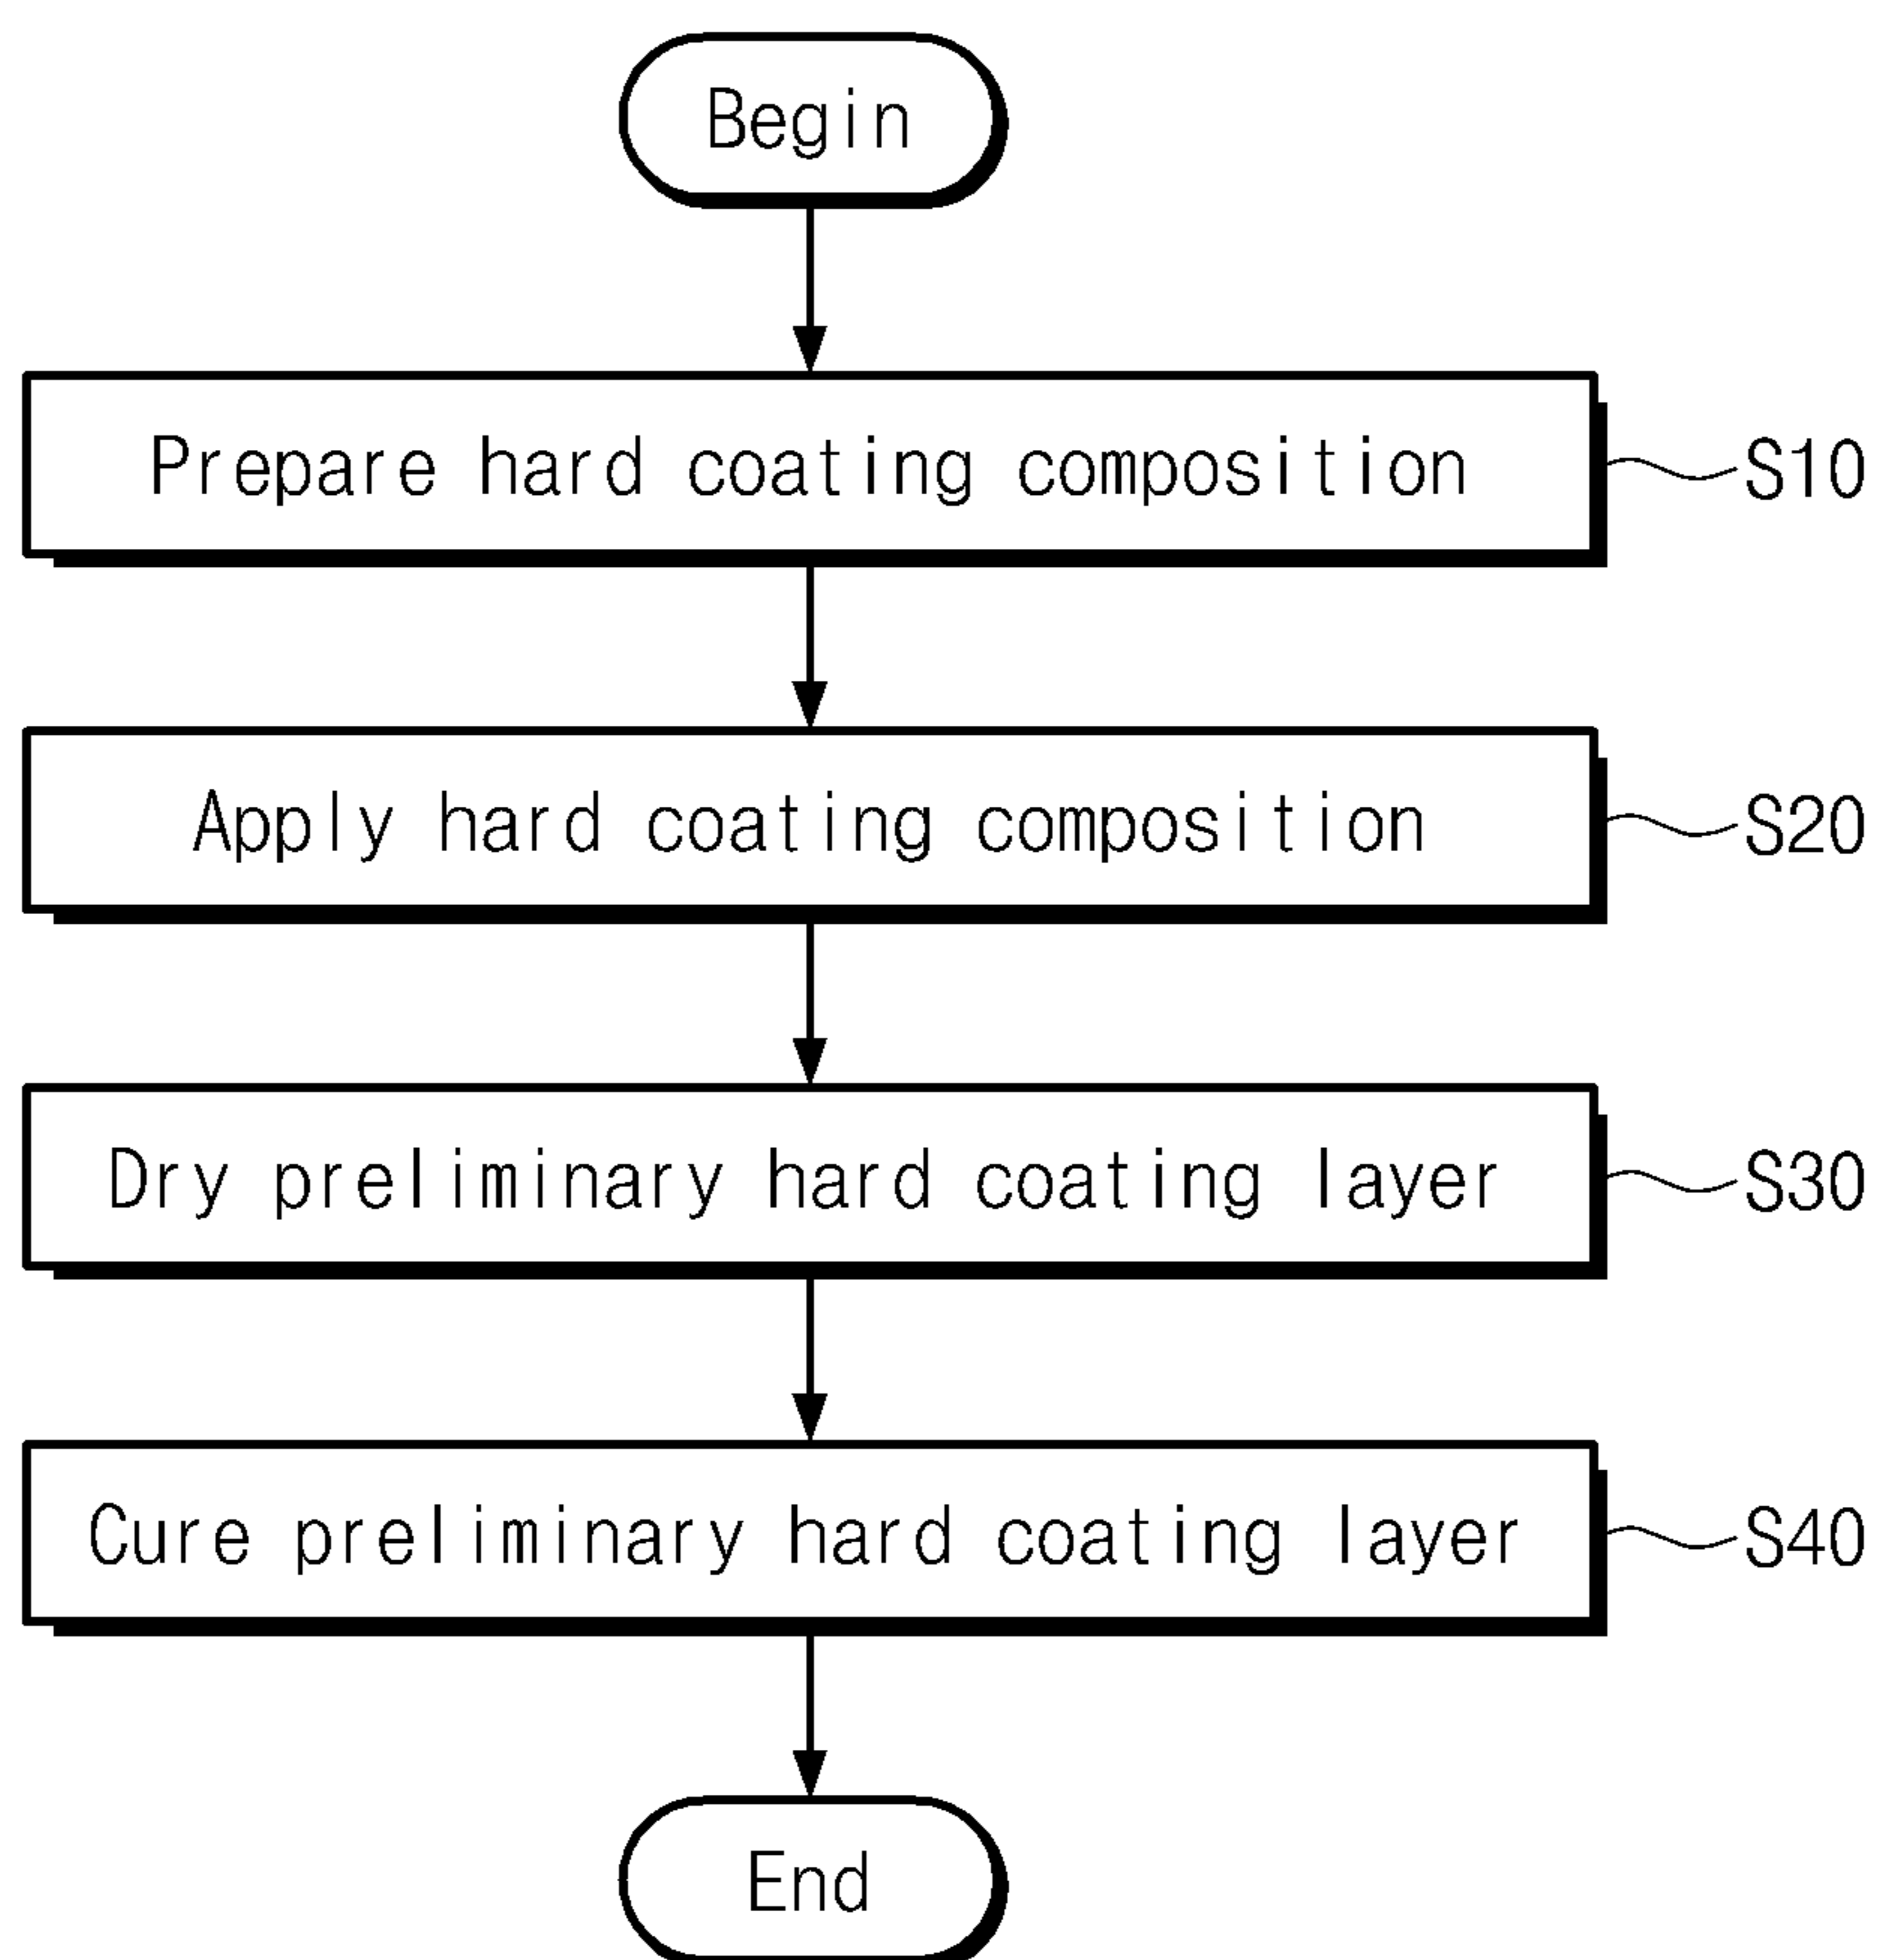 Begin
Prepare hard coating composition
S10
Apply hard coating composition
S20
Dry preliminary hard coating layer
S30
Cure preliminary hard coating layer
S40
End